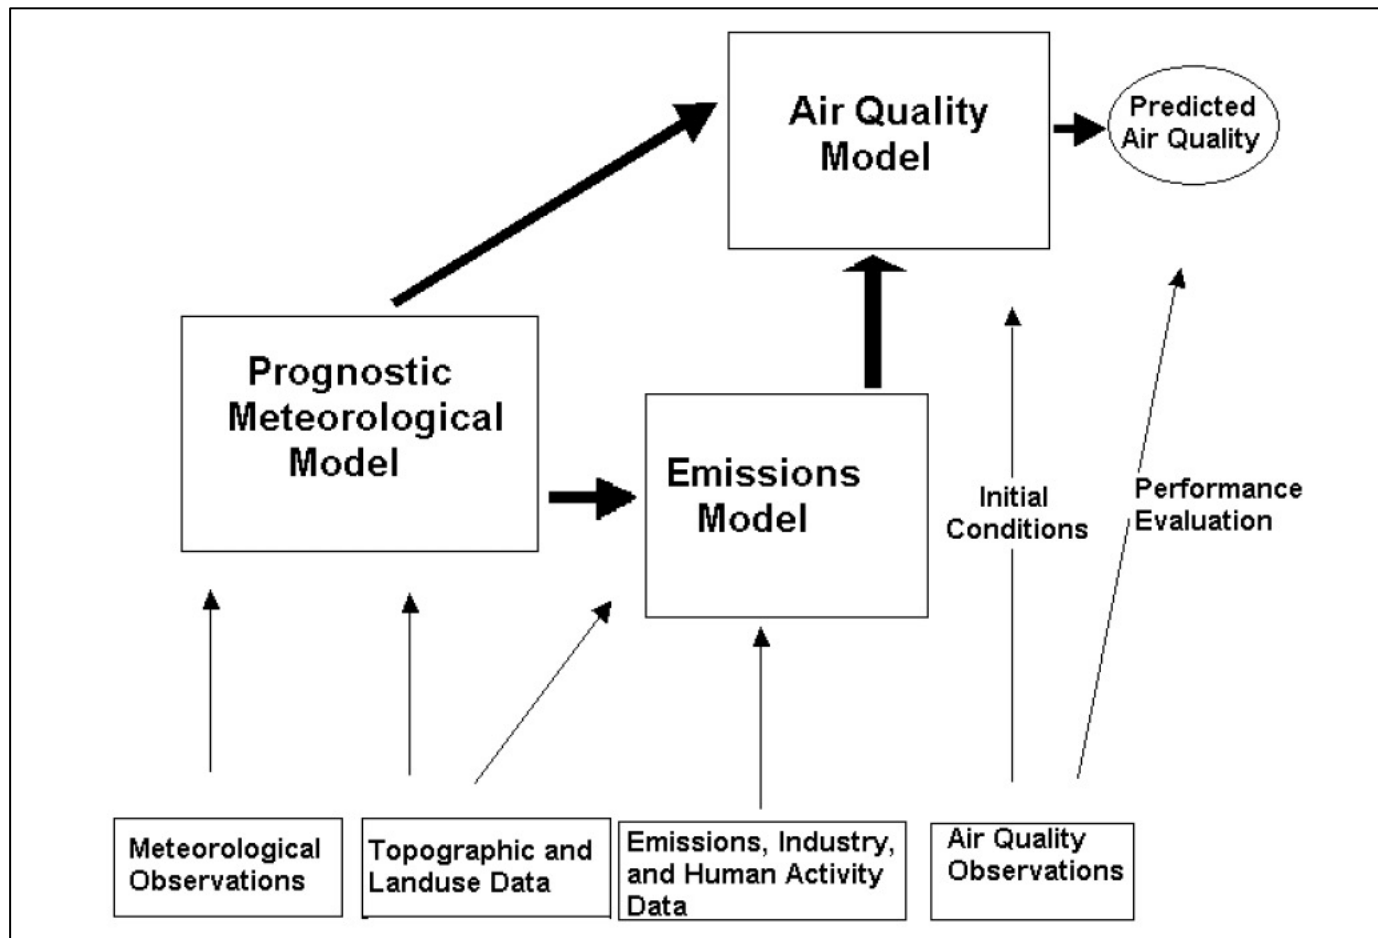 Air Quality
Model
Predicted
Air Quality
Prognostic
Meteorological
Model
Emissions
Model
Initial
Conditions
Performance
Evaluation
Meteorological
Observations
Topographic and
Landuse Data
Emissions, Industry,
and Human Activity
Data
Air Quality
Observations